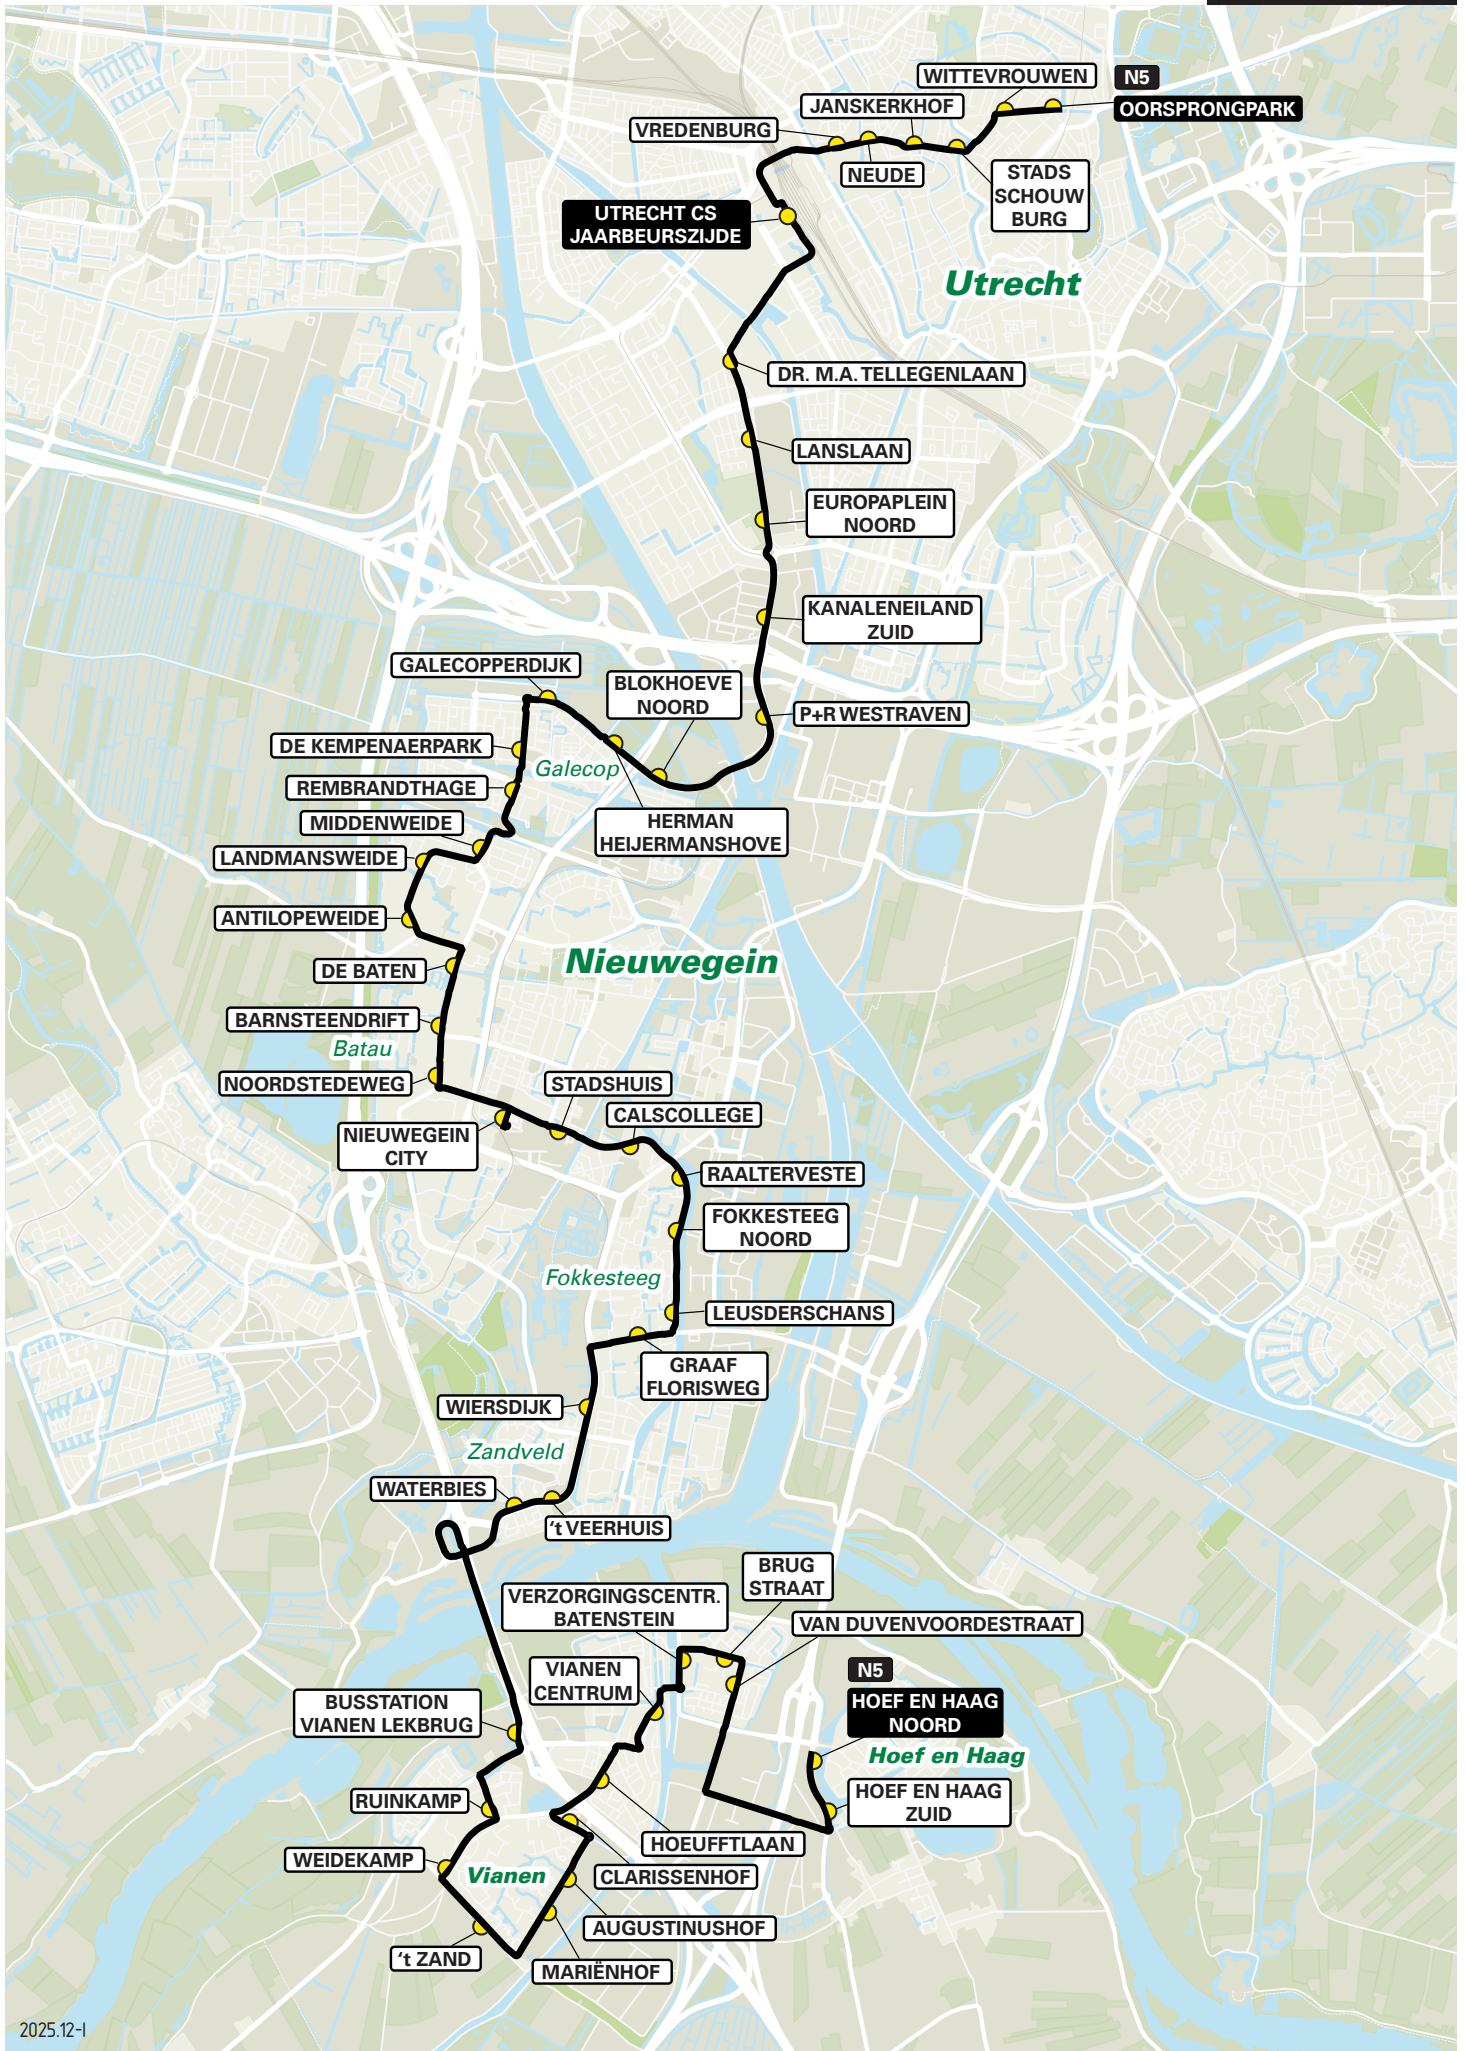 WITTEVROUWEN
N5
OORSPRONGPARK
JANSKERKHOF
VREDENBURG
NEUDE
STADS
SCHOUW
BURG
UTRECHT CS
JAARBEURSZIJDE
Utrecht
DR. M.A. TELLEGENLAAN
LANSLAAN
EUROPAPLEIN
NOORD
KANALENEILAND
ZUID
GALECOPPERDIJK
BLOKHOEVE
NOORD
P+R WESTRAVEN
DE KEMPENAERPARK
Galecop
REMBRANDTHAGE
HERMAN
HEIJERMANSHOVE
MIDDENWEIDE
LANDMANSWEIDE
ANTILOPEWEIDE
Nieuwegein
DE BATEN
BARNSTEENDRIFT
Batau
NOORDSTEDEWEG
STADSHUIS
CALSCOLLEGE
NIEUWEGEIN
CITY
RAALTERVESTE
FOKKESTEEG
NOORD
Fokkesteeg
LEUSDERSCHANS
GRAAF
FLORISWEG
WIERSDIJK
Zandveld
WATERBIES
't VEERHUIS
BRUG
STRAAT
VERZORGINGSCENTR.
BATENSTEIN
VAN DUVENVOORDESTRAAT
VIANEN
CENTRUM
N5
HOEF EN HAAG
NOORD
BUSSTATION
VIANEN LEKBRUG
Hoef en Haag
RUINKAMP
HOEF EN HAAG
ZUID
HOEUFFTLAAN
WEIDEKAMP
Vianen
CLARISSENHOF
AUGUSTINUSHOF
't ZAND
MARIËNHOF
2025.12-I